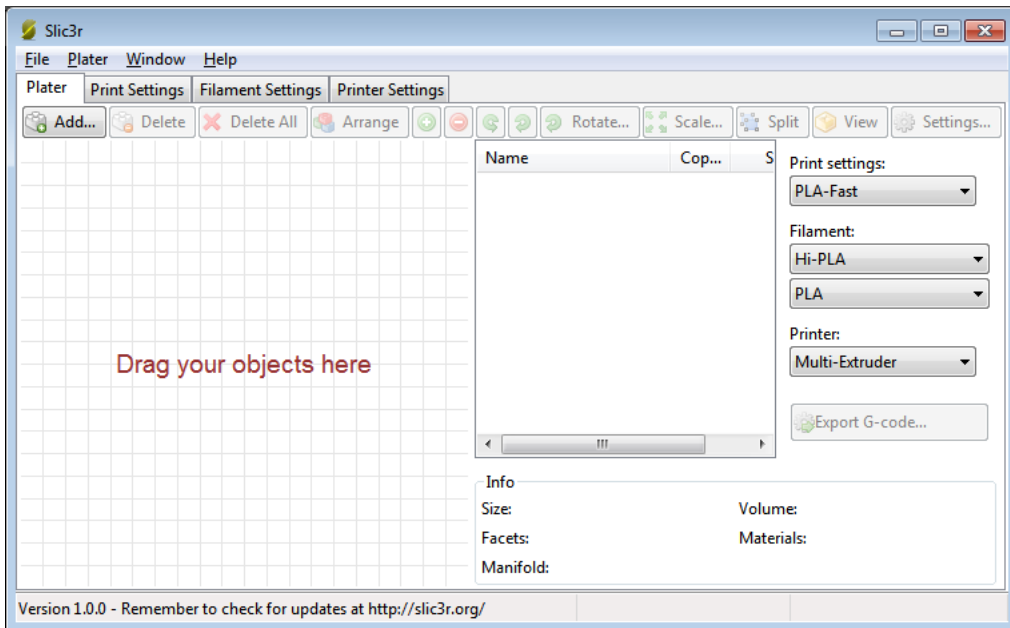 Slic3r
File Plater Window Help
Plater Print Settings Filament Settings Printer Settings
Add... Delete Delete All Arrange Rotate... Scale... Split View Settings...
Name Cop... S
Print settings:
PLA-Fast
Filament:
Hi-PLA
PLA
Printer:
Multi-Extruder
Export G-code...
Drag your objects here
Info
Size: Volume:
Facets: Materials:
Manifold:
Version 1.0.0 - Remember to check for updates at http://slic3r.org/